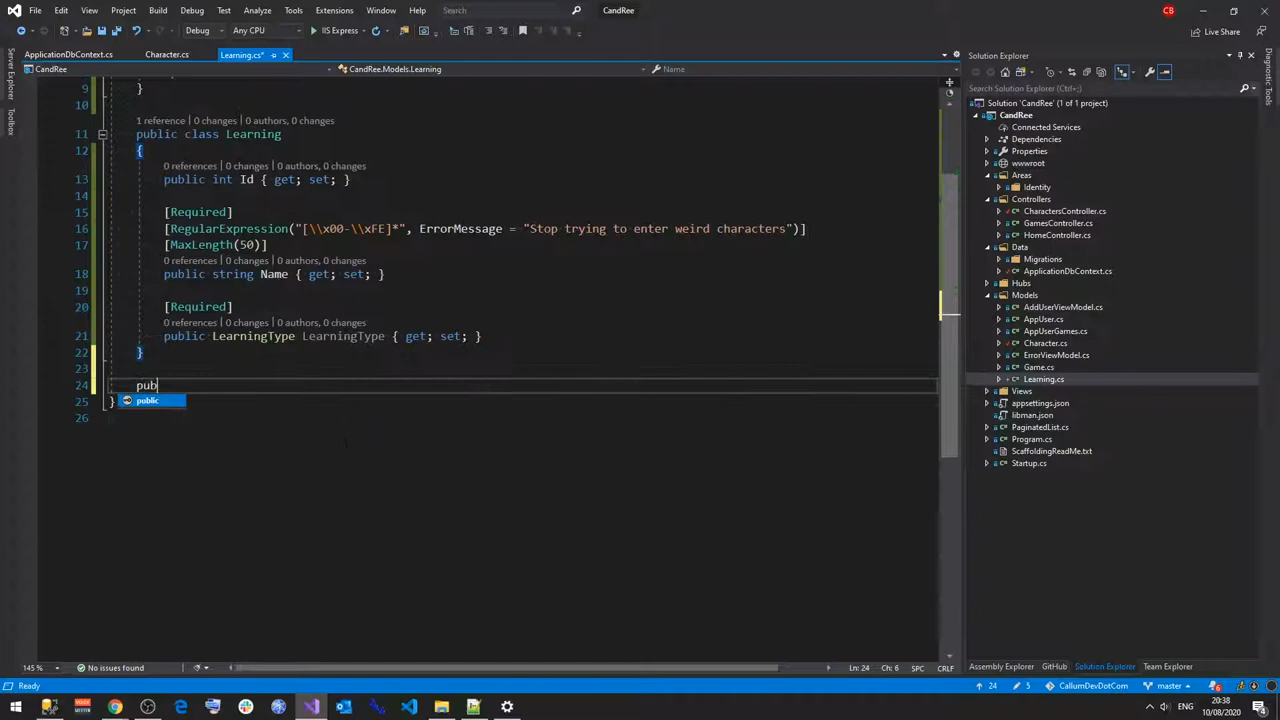 File Edit View Project Build Debug Test Analyze Tools Extensions Window Help Search CandRee CB
Debug Any CPU IIS Express Live Share
ApplicationDbContext.cs Character.cs Learning.cs*
CandRee CandRee.Models.Learning Name
Server Explorer
Toolbox
9 }
10
1 reference | 0 changes | 0 authors, 0 changes
11 public class Learning
12 {
0 references | 0 changes | 0 authors, 0 changes
13 public int Id { get; set; }
14
15 [Required]
16 [RegularExpression("[\\x00-\\xFE]*", ErrorMessage = "Stop trying to enter weird characters")]
17 [MaxLength(50)]
0 references | 0 changes | 0 authors, 0 changes
18 public string Name { get; set; }
19
20 [Required]
0 references | 0 changes | 0 authors, 0 changes
21 public LearningType LearningType { get; set; }
22 }
23
24 pub
public
25 }
26
145 % No issues found Ln: 24 Ch: 6 SPC CRLF
Solution Explorer
Search Solution Explorer (Ctrl+;)
Solution 'CandRee' (1 of 1 project)
CandRee
Connected Services
Dependencies
Properties
wwwroot
Areas
Identity
Controllers
CharactersController.cs
GamesController.cs
HomeController.cs
Data
Migrations
ApplicationDbContext.cs
Hubs
Models
AddUserViewModel.cs
AppUser.cs
AppUserGames.cs
Character.cs
ErrorViewModel.cs
Game.cs
Learning.cs
Views
appsettings.json
libman.json
PaginatedList.cs
Program.cs
ScaffoldingReadMe.txt
Startup.cs
Assembly Explorer GitHub Solution Explorer Team Explorer
Diagnostic Tools
Ready 24 5 CallumDevDotCom master 6
ENG 20:38
10/08/2020 4